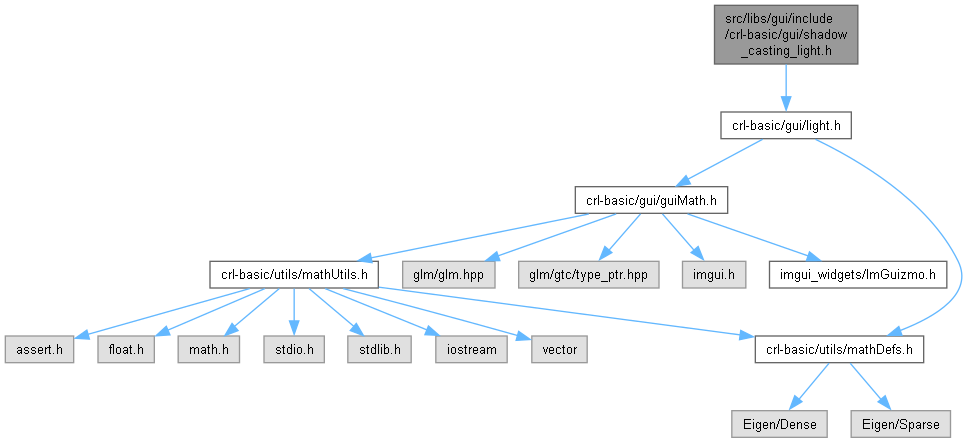 src/libs/gui/include
/crl-basic/gui/shadow
_casting_light.h
crl-basic/gui/light.h
crl-basic/gui/guiMath.h
crl-basic/utils/mathUtils.h
glm/glm.hpp
glm/gtc/type_ptr.hpp
imgui.h
imgui_widgets/ImGuizmo.h
assert.h
float.h
math.h
stdio.h
stdlib.h
iostream
vector
crl-basic/utils/mathDefs.h
Eigen/Dense
Eigen/Sparse